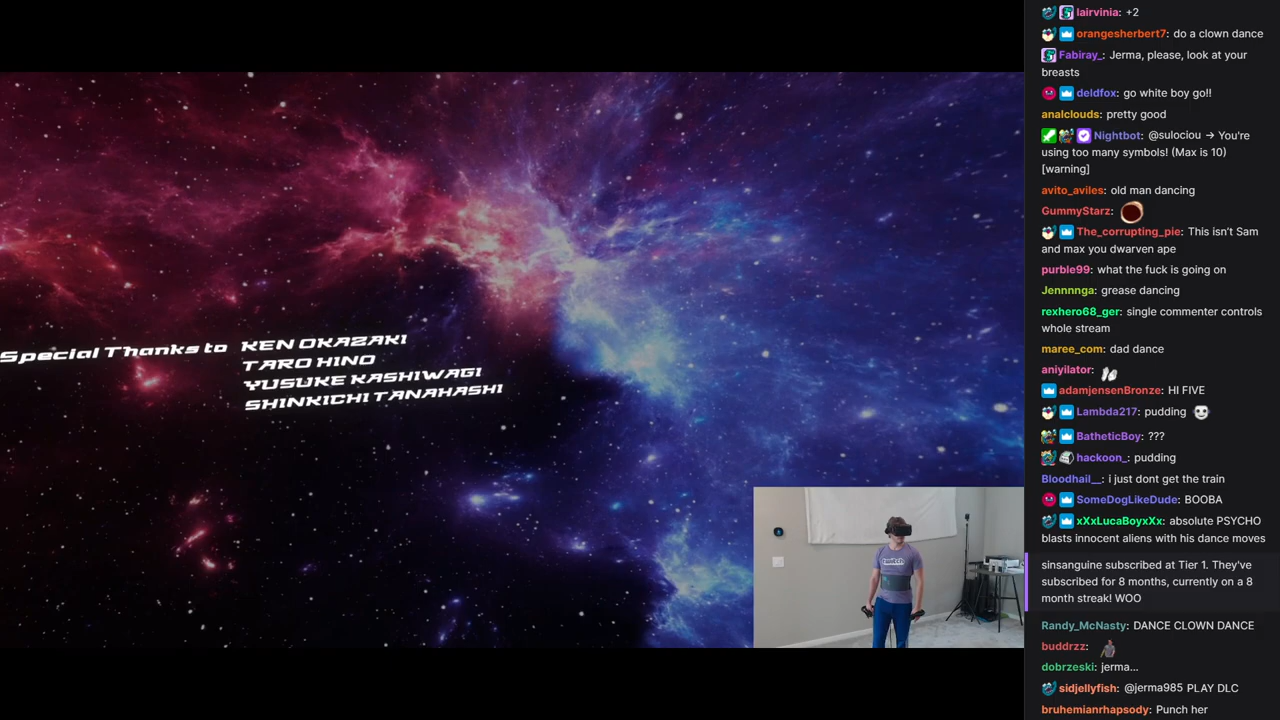 Special Thanks to KEN OKAZAKI
TARO HINO
YUSUKE KASHIWAGI
SHINKICHI TANAHASHI
twitch
lairvinia: +2
orangesherbert7: do a clown dance
Fabiray_: Jerma, please, look at your
breasts
deldfox: go white boy go!!
analclouds: pretty good
Nightbot: @sulociou → You're
using too many symbols! (Max is 10)
[warning]
avito_aviles: old man dancing
GummyStarz:
The_corrupting_pie: This isn't Sam
and max you dwarven ape
purble99: what the fuck is going on
Jennnnga: grease dancing
rexhero68_ger: single commenter controls
whole stream
maree_com: dad dance
aniyilator:
adamjensenBronze: HI FIVE
Lambda217: pudding
BatheticBoy: ???
hackoon_: pudding
Bloodhail__: i just dont get the train
SomeDogLikeDude: BOOBA
xXxLucaBoyxXx: absolute PSYCHO
blasts innocent aliens with his dance moves
sinsanguine subscribed at Tier 1. They've
subscribed for 8 months, currently on a 8
month streak! WOO
Randy_McNasty: DANCE CLOWN DANCE
buddrzz:
dobrzeski: jerma...
sidjellyfish: @jerma985 PLAY DLC
bruhemianrhapsody: Punch her